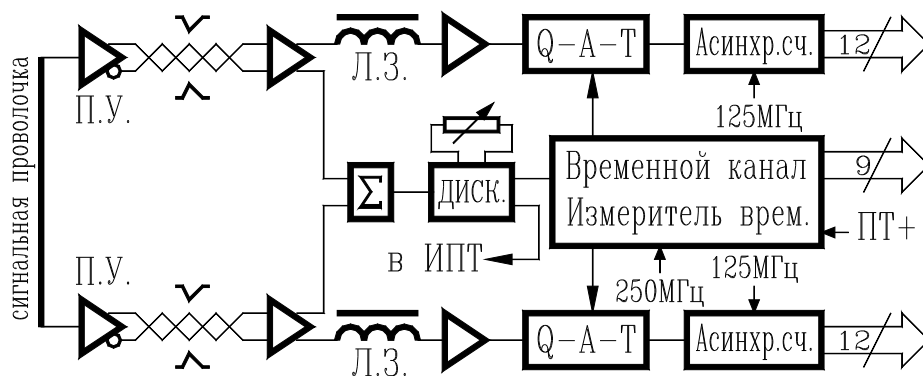 сигнальная проволочка
П.У.
Л.З.
Q-A-T
Асинхр.сч.
12
125МГц
Σ
ДИСК.
Временной канал
Измеритель врем.
9
ПТ+
в ИПТ
250МГц
125МГц
П.У.
Л.З.
Q-A-T
Асинхр.сч.
12